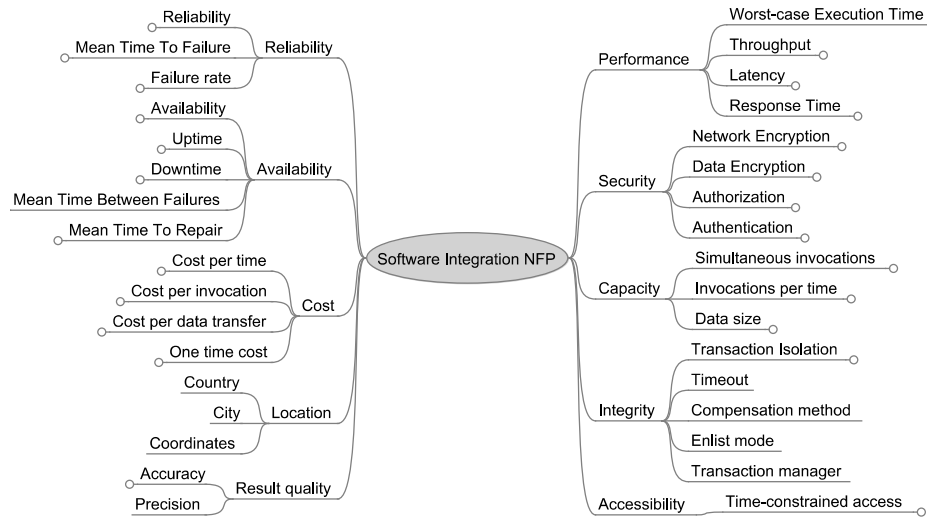 Software Integration NFP
Reliability
Reliability
Mean Time To Failure
Failure rate
Availability
Availability
Uptime
Downtime
Mean Time Between Failures
Mean Time To Repair
Cost
Cost per time
Cost per invocation
Cost per data transfer
One time cost
Location
Country
City
Coordinates
Result quality
Accuracy
Precision
Performance
Worst-case Execution Time
Throughput
Latency
Response Time
Security
Network Encryption
Data Encryption
Authorization
Authentication
Capacity
Simultaneous invocations
Invocations per time
Data size
Integrity
Transaction Isolation
Timeout
Compensation method
Enlist mode
Transaction manager
Accessibility
Time-constrained access